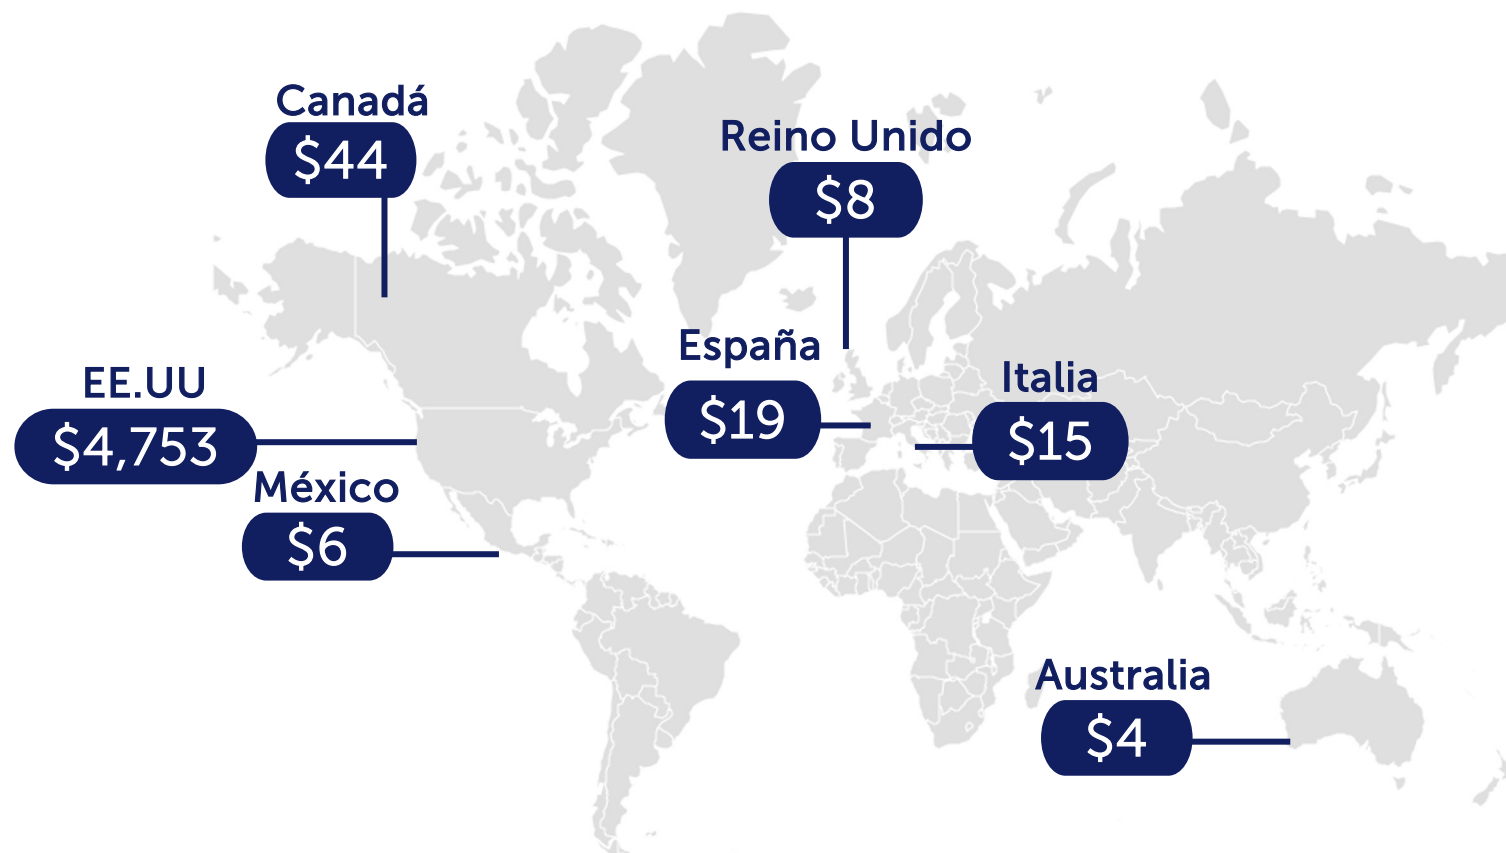 Canadá
$44
Reino Unido
$8
España
$19
Italia
$15
EE.UU
$4,753
México
$6
Australia
$4